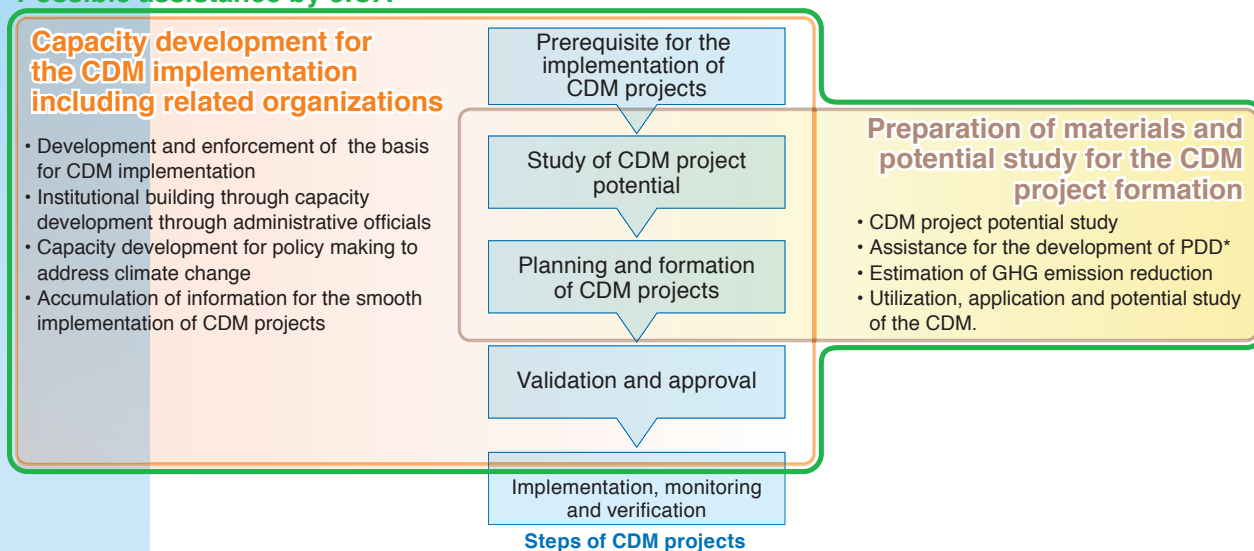 Capacity development for
the CDM implementation
including related organizations
• Development and enforcement of the basis
for CDM implementation
• Institutional building through capacity
development through administrative officials
• Capacity development for policy making to
address climate change
• Accumulation of information for the smooth
implementation of CDM projects
Prerequisite for the
implementation of
CDM projects
Study of CDM project
potential
Planning and formation
of CDM projects
Validation and approval
Implementation, monitoring
and verification
Steps of CDM projects
Preparation of materials and
potential study for the CDM
project formation
• CDM project potential study
• Assistance for the development of PDD*
• Estimation of GHG emission reduction
• Utilization, application and potential study
of the CDM.